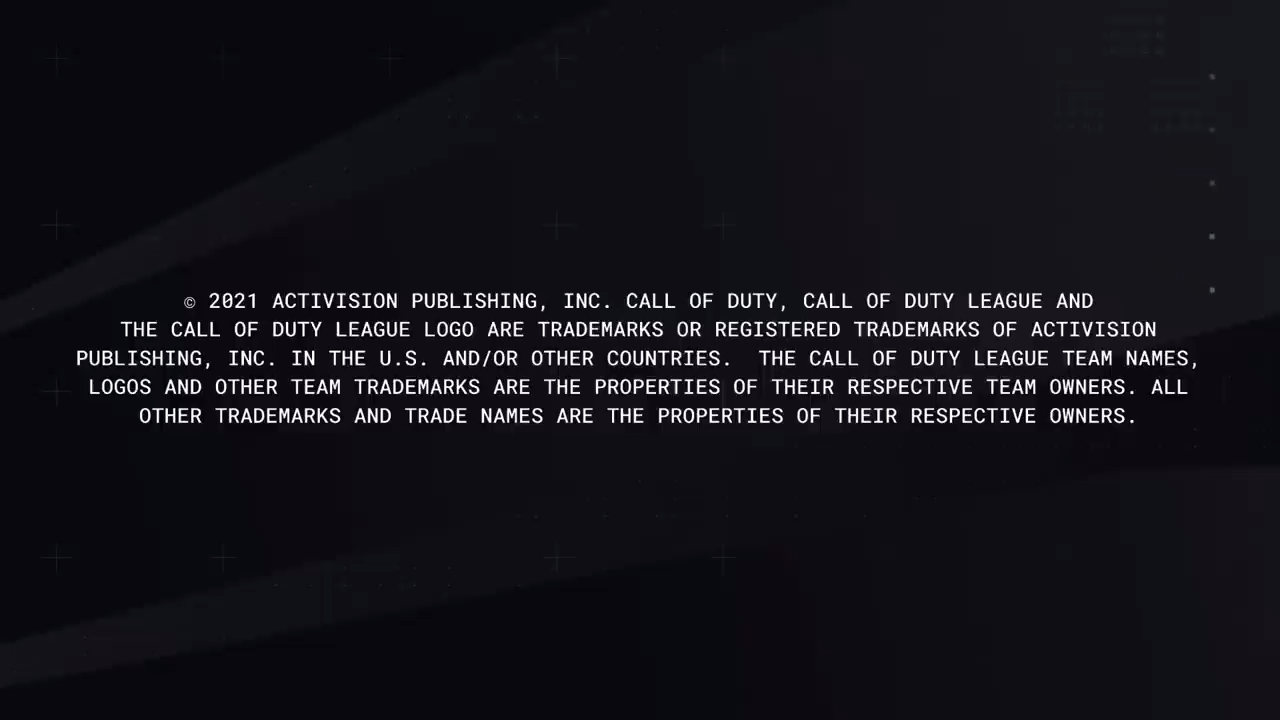 © 2021 ACTIVISION PUBLISHING, INC. CALL OF DUTY, CALL OF DUTY LEAGUE AND
THE CALL OF DUTY LEAGUE LOGO ARE TRADEMARKS OR REGISTERED TRADEMARKS OF ACTIVISION
PUBLISHING, INC. IN THE U.S. AND/OR OTHER COUNTRIES.  THE CALL OF DUTY LEAGUE TEAM NAMES,
LOGOS AND OTHER TEAM TRADEMARKS ARE THE PROPERTIES OF THEIR RESPECTIVE TEAM OWNERS. ALL
OTHER TRADEMARKS AND TRADE NAMES ARE THE PROPERTIES OF THEIR RESPECTIVE OWNERS.